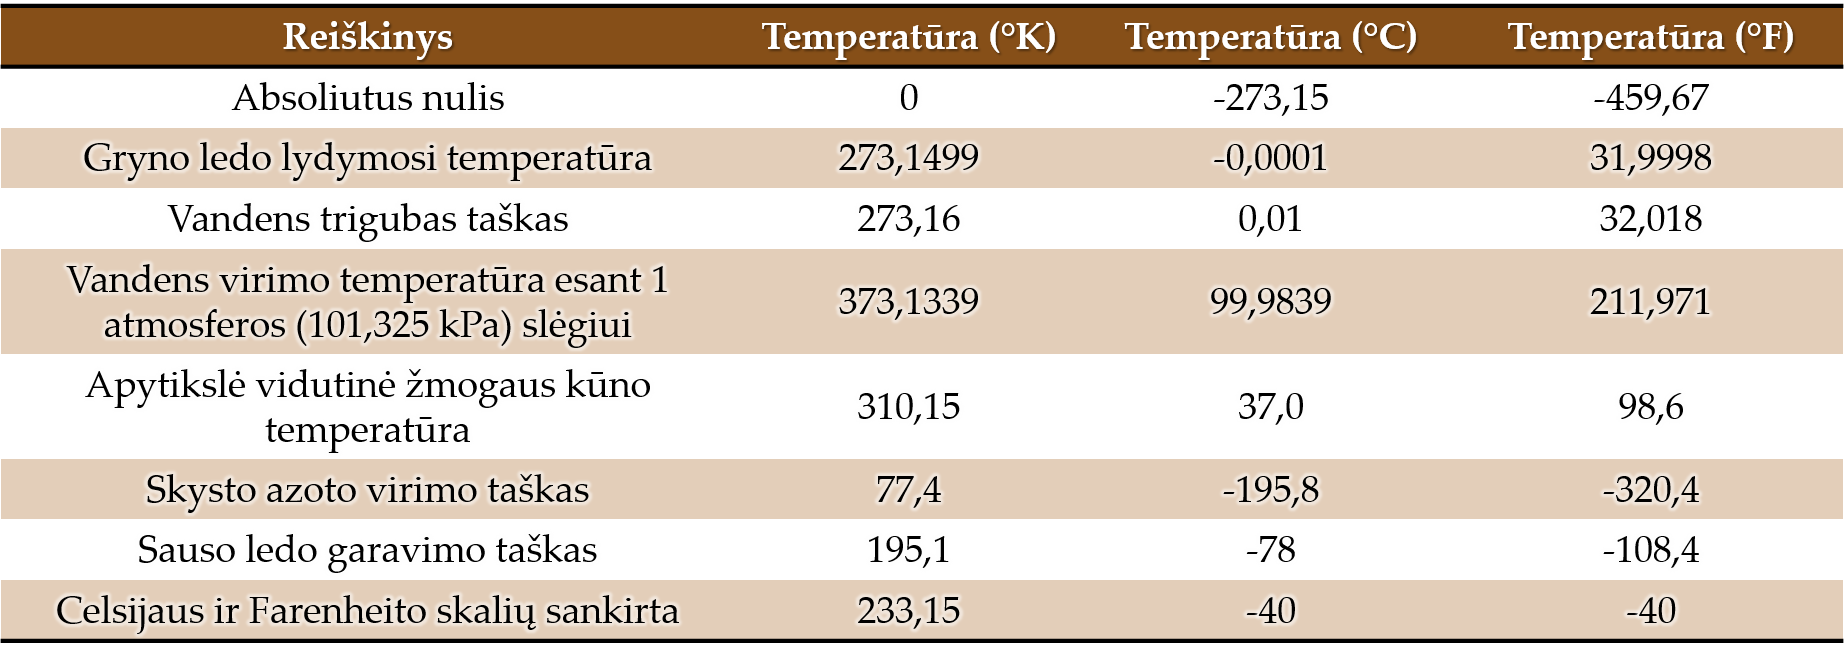 Reiškinys Temperatūra (°K) Temperatūra (°C) Temperatūra (°F)
Absoliutus nulis 0 -273,15 -459,67
Gryno ledo lydymosi temperatūra 273,1499 -0,0001 31,9998
Vandens trigubas taškas 273,16 0,01 32,018
Vandens virimo temperatūra esant 1
atmosferos (101,325 kPa) slėgiui 373,1339 99,9839 211,971
Apytikslė vidutinė žmogaus kūno
temperatūra 310,15 37,0 98,6
Skysto azoto virimo taškas 77,4 -195,8 -320,4
Sauso ledo garavimo taškas 195,1 -78 -108,4
Celsijaus ir Farenheito skalių sankirta 233,15 -40 -40